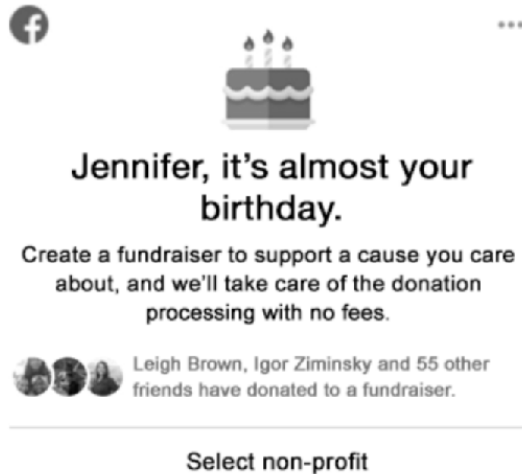 Jennifer, it's almost your
birthday.
Create a fundraiser to support a cause you care
about, and we'll take care of the donation
processing with no fees.
Leigh Brown, Igor Ziminsky and 55 other
friends have donated to a fundraiser.
Select non-profit